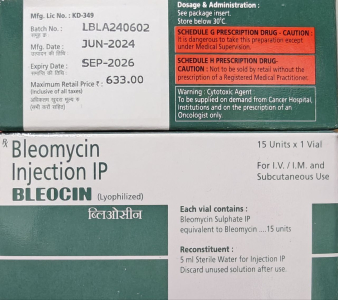 Mfg. Lic No. : KD-349
Batch No. : LBLA240602
Mfg. Date : JUN-2024
Expiry Date : SEP-2026
Maximum Retail Price ₹ : 633.00
(Inclusive of all taxes)
अधिकतम खुदरा मूल्य रु
(सभी करों सहित)
Dosage & Administration :
See package insert.
Store below 30°C.
SCHEDULE G PRESCRIPTION DRUG - CAUTION :
It is dangerous to take this preparation except
under Medical Supervision.
SCHEDULE H PRESCRIPTION DRUG-
CAUTION : Not to be sold by retail without the
prescription of a Registered Medical Practitioner.
Warning : Cytotoxic Agent
To be supplied on demand from Cancer Hospital,
Institutions and on the prescription of an
Oncologist only.
℞ Bleomycin
Injection IP
BLEOCIN (Lyophilized)
ब्लिओसीन
15 Units x 1 Vial
For I.V. / I.M. and
Subcutaneous Use
Each vial contains :
Bleomycin Sulphate IP
equivalent to Bleomycin ....15 units
Reconstituent :
5 ml Sterile Water for Injection IP
Discard unused solution after use.